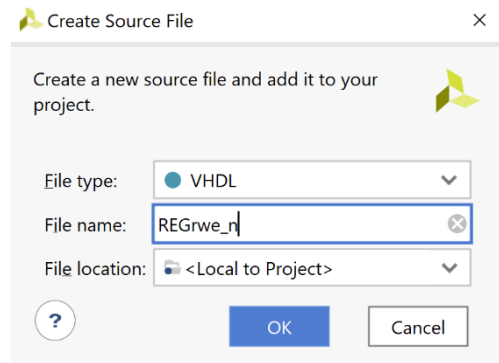 Create Source File
Create a new source file and add it to your
project.
File type: VHDL
File name: REGrwe_n
File location: <Local to Project>
? OK Cancel